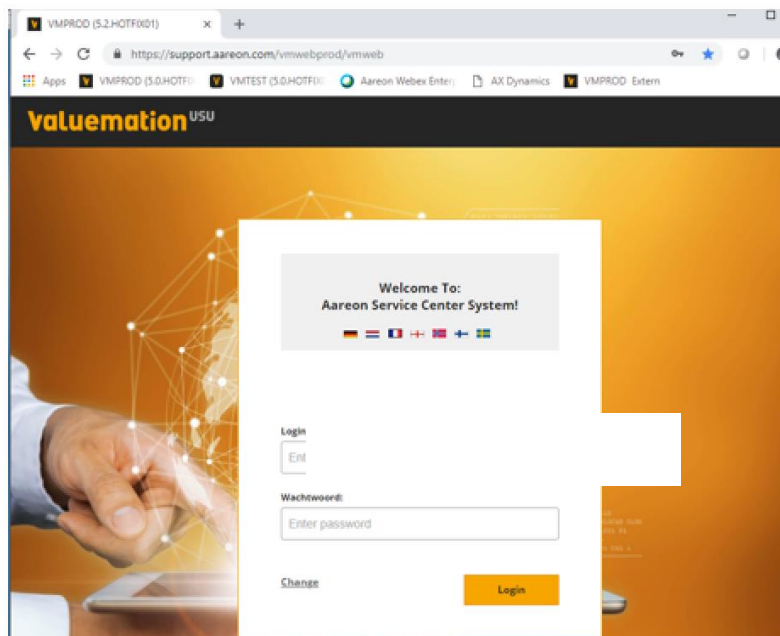 VMPROD (5.2.HOTFIX01)
https://support.aareon.com/vmwebprod/vmweb
Apps VMPROD (5.0.HOTFI VMTEST (5.0.HOTFI Aareon Webex Enter AX Dynamics VMPROD Extern
valuemation USU
Welcome To:
Aareon Service Center System!
Login
Ent
Wachtwoord:
Enter password
Change Login